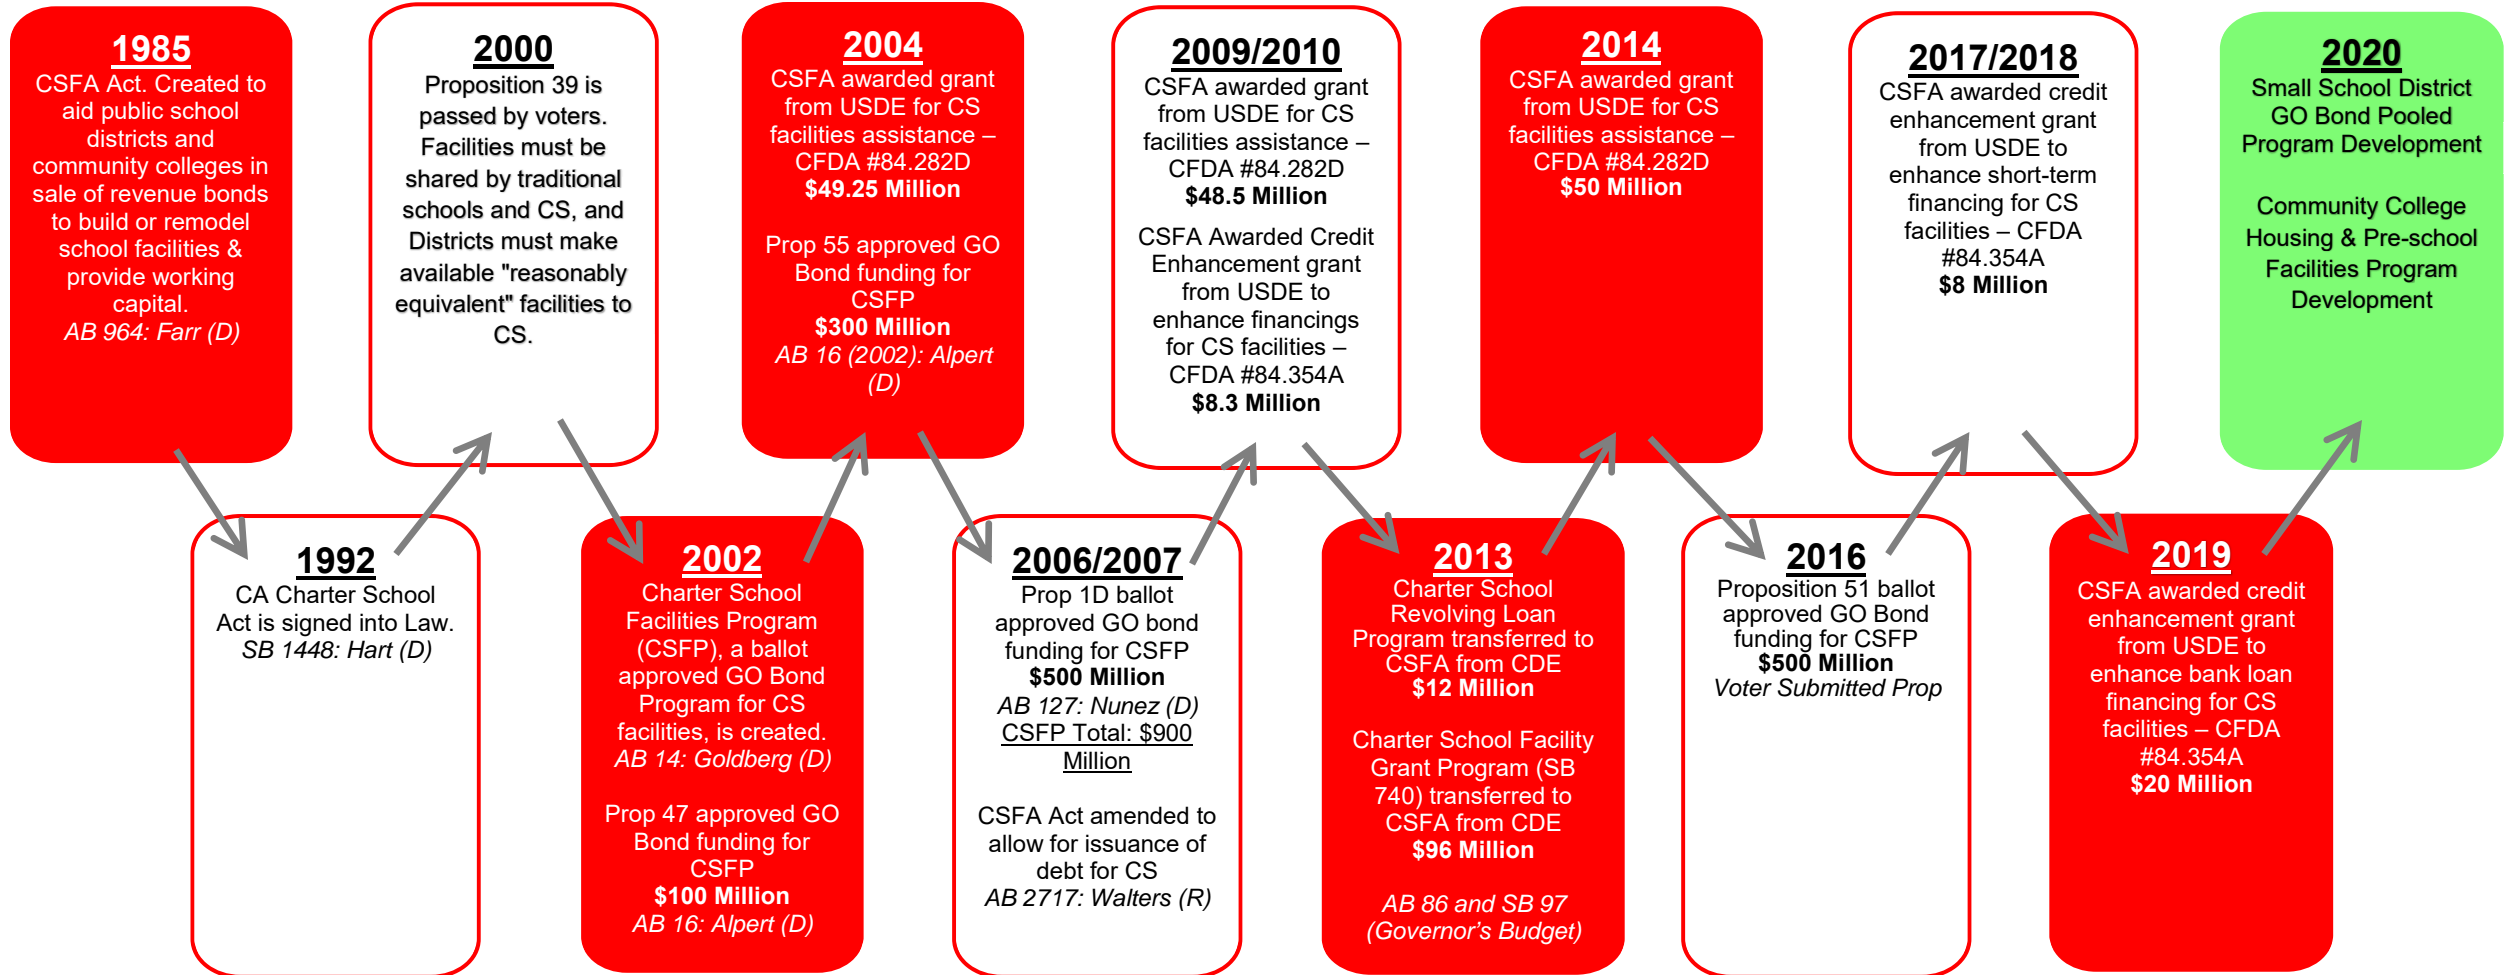 1985
CSFA Act. Created to
aid public school
districts and
community colleges in
sale of revenue bonds
to build or remodel
school facilities &
provide working
capital.
AB 964: Farr (D)
1992
CA Charter School
Act is signed into Law.
SB 1448: Hart (D)
2000
Proposition 39 is
passed by voters.
Facilities must be
shared by traditional
schools and CS, and
Districts must make
available "reasonably
equivalent" facilities to
CS.
2002
Charter School
Facilities Program
(CSFP), a ballot
approved GO Bond
Program for CS
facilities, is created.
AB 14: Goldberg (D)
Prop 47 approved GO
Bond funding for
CSFP
$100 Million
AB 16: Alpert (D)
2004
CSFA awarded grant
from USDE for CS
facilities assistance –
CFDA #84.282D
$49.25 Million
Prop 55 approved GO
Bond funding for
CSFP
$300 Million
AB 16 (2002): Alpert
(D)
2006/2007
Prop 1D ballot
approved GO bond
funding for CSFP
$500 Million
AB 127: Nunez (D)
CSFP Total: $900
Million
CSFA Act amended to
allow for issuance of
debt for CS
AB 2717: Walters (R)
2009/2010
CSFA awarded grant
from USDE for CS
facilities assistance –
CFDA #84.282D
$48.5 Million
CSFA Awarded Credit
Enhancement grant
from USDE to
enhance financings
for CS facilities –
CFDA #84.354A
$8.3 Million
2013
Charter School
Revolving Loan
Program transferred to
CSFA from CDE
$12 Million
Charter School Facility
Grant Program (SB
740) transferred to
CSFA from CDE
$96 Million
AB 86 and SB 97
(Governor's Budget)
2014
CSFA awarded grant
from USDE for CS
facilities assistance –
CFDA #84.282D
$50 Million
2016
Proposition 51 ballot
approved GO Bond
funding for CSFP
$500 Million
Voter Submitted Prop
2017/2018
CSFA awarded credit
enhancement grant
from USDE to
enhance short-term
financing for CS
facilities – CFDA
#84.354A
$8 Million
2019
CSFA awarded credit
enhancement grant
from USDE to
enhance bank loan
financing for CS
facilities – CFDA
#84.354A
$20 Million
2020
Small School District
GO Bond Pooled
Program Development
Community College
Housing & Pre-school
Facilities Program
Development